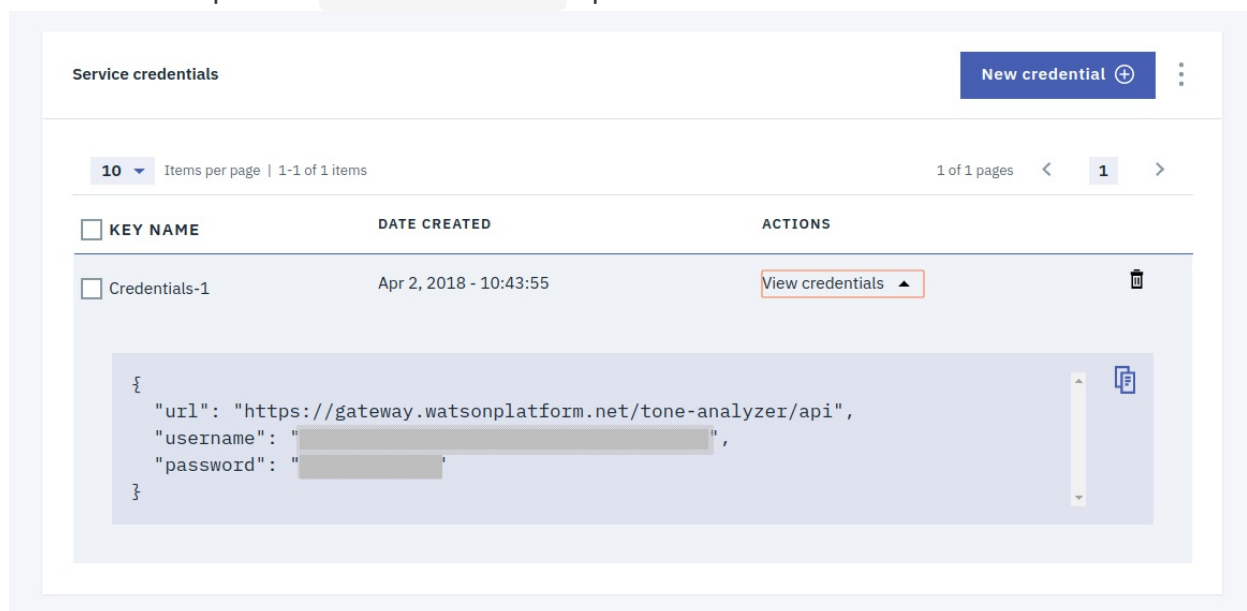 Service credentials
New credential
10 Items per page | 1-1 of 1 items
1 of 1 pages < 1 >
KEY NAME DATE CREATED ACTIONS
Credentials-1 Apr 2, 2018 - 10:43:55 View credentials
{
"url": "https://gateway.watsonplatform.net/tone-analyzer/api",
"username": " ",
"password": " "
}